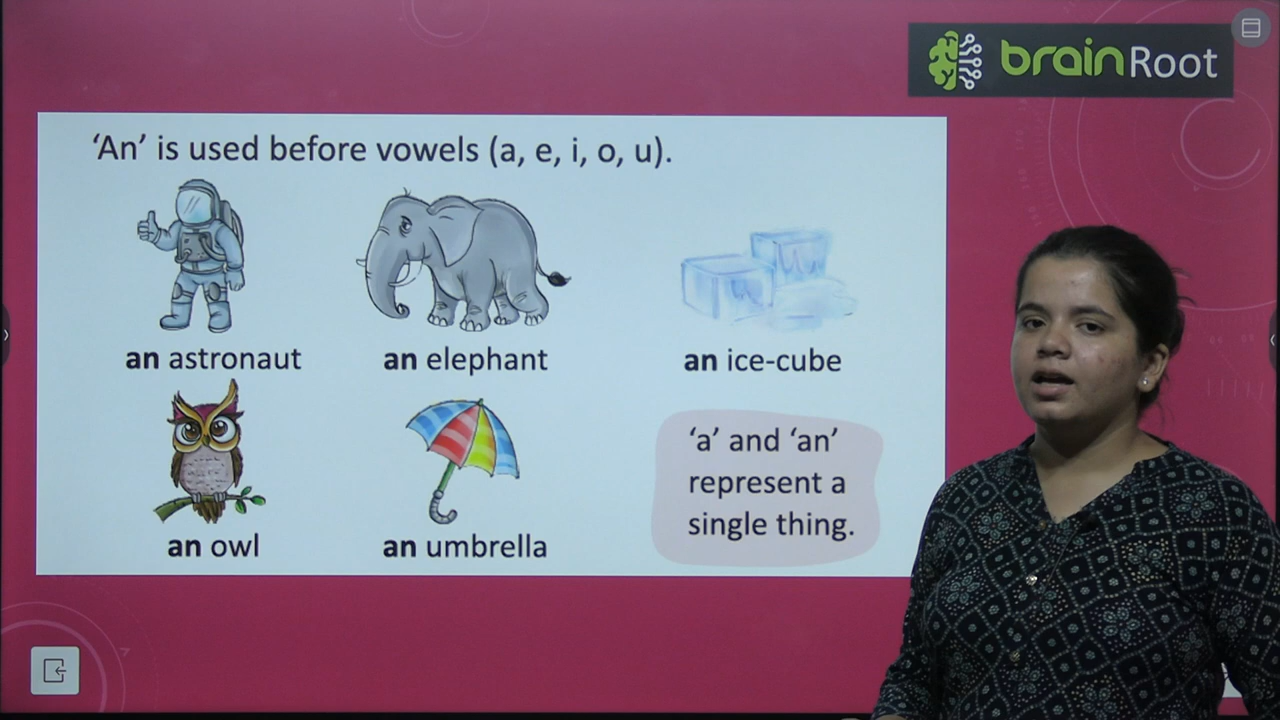 brainRoot
‘An’ is used before vowels (a, e, i, o, u).
an astronaut
an elephant
an ice-cube
an owl
an umbrella
‘a’ and ‘an’
represent a
single thing.